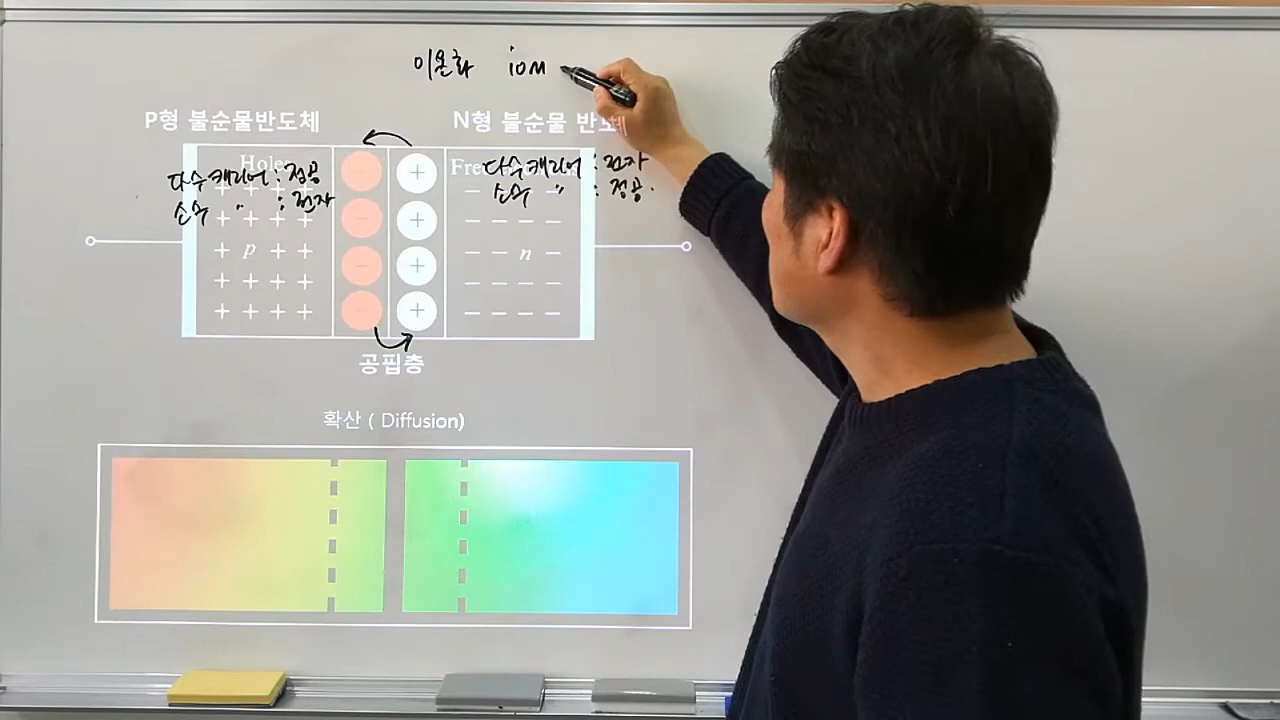 이온화 ion
P형 불순물반도체
N형 불순물 반도체
Hole
다수캐리어 : 정공
소수 〃 : 전자
Free
다수캐리어 : 전자
소수 〃 : 정공.
+ + + +
+ + + +
+ p + +
+ + + +
+ + + +
−
−
−
−
+
+
+
+
− − − −
− − − −
− − n −
− − − −
− − − −
공핍층
확산 ( Diffusion)